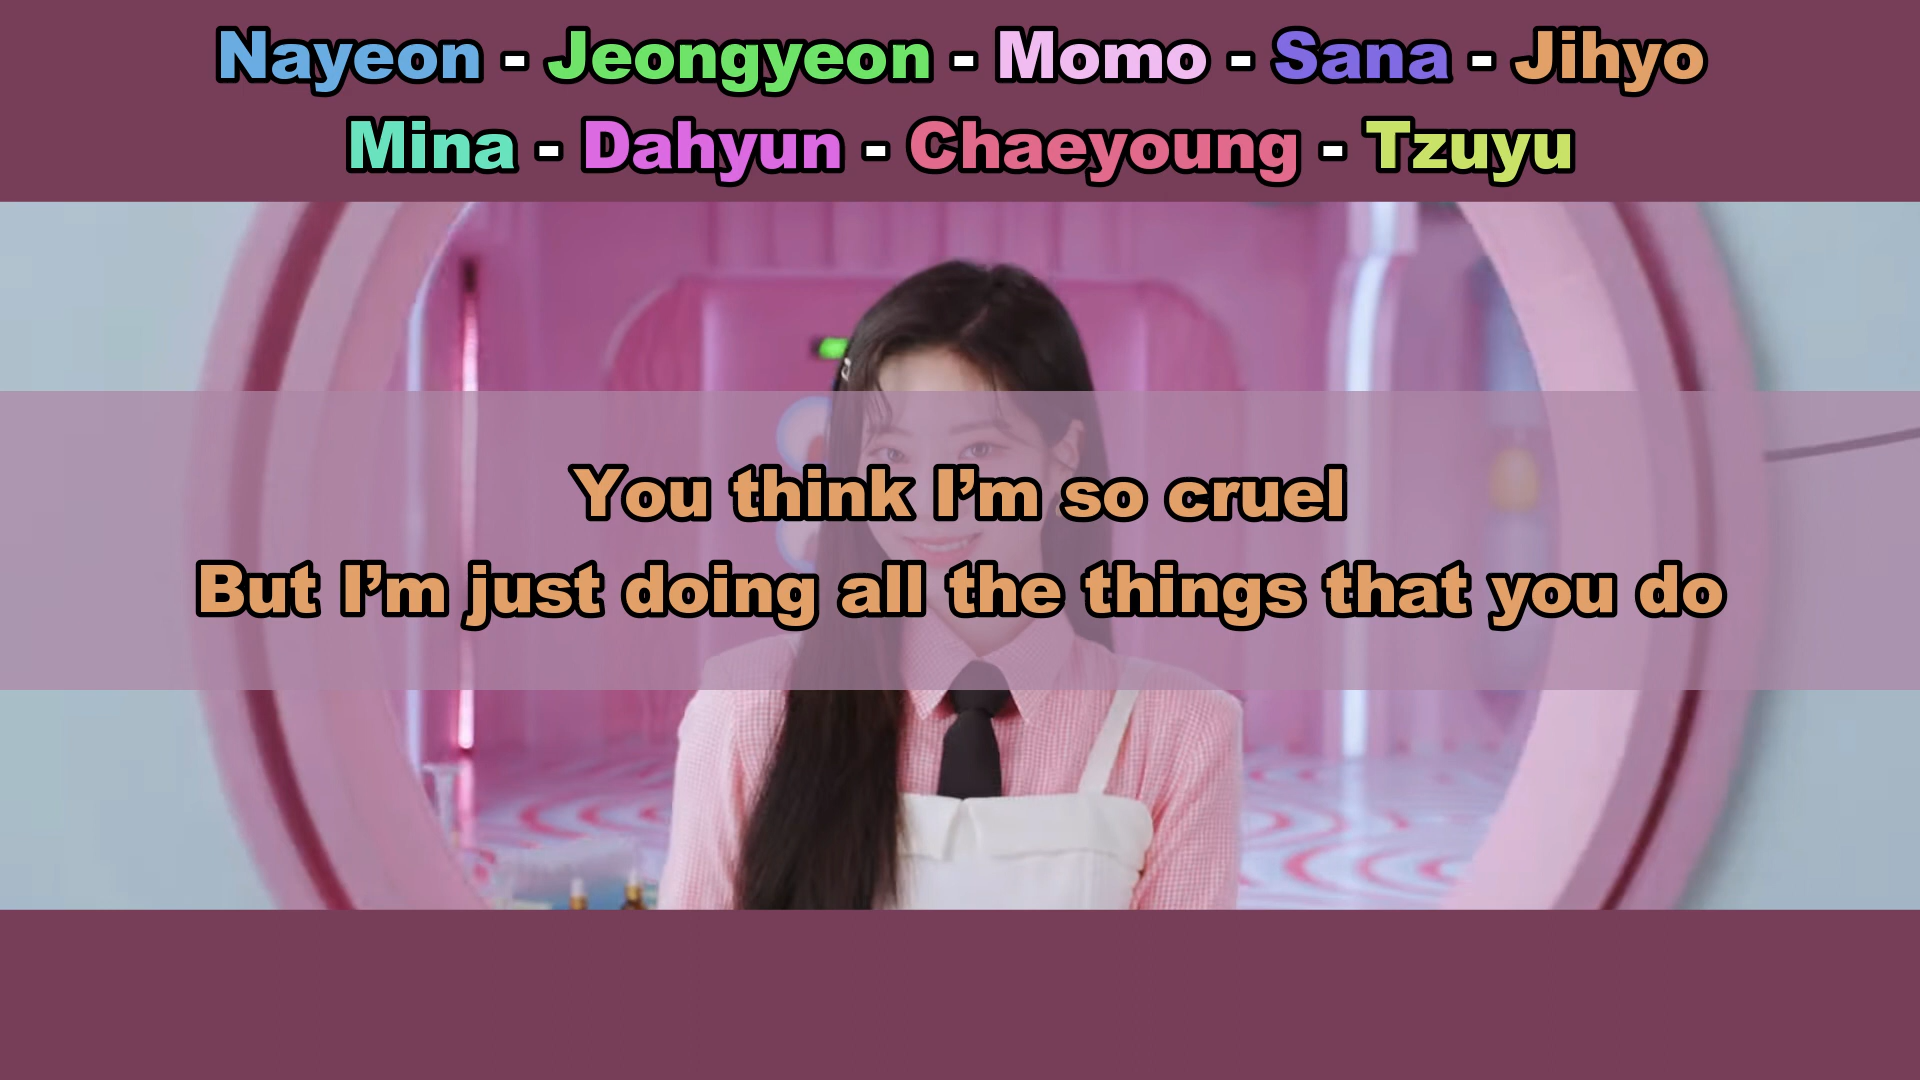 Nayeon - Jeongyeon - Momo - Sana - Jihyo
Mina - Dahyun - Chaeyoung - Tzuyu
You think I’m so cruel
But I’m just doing all the things that you do